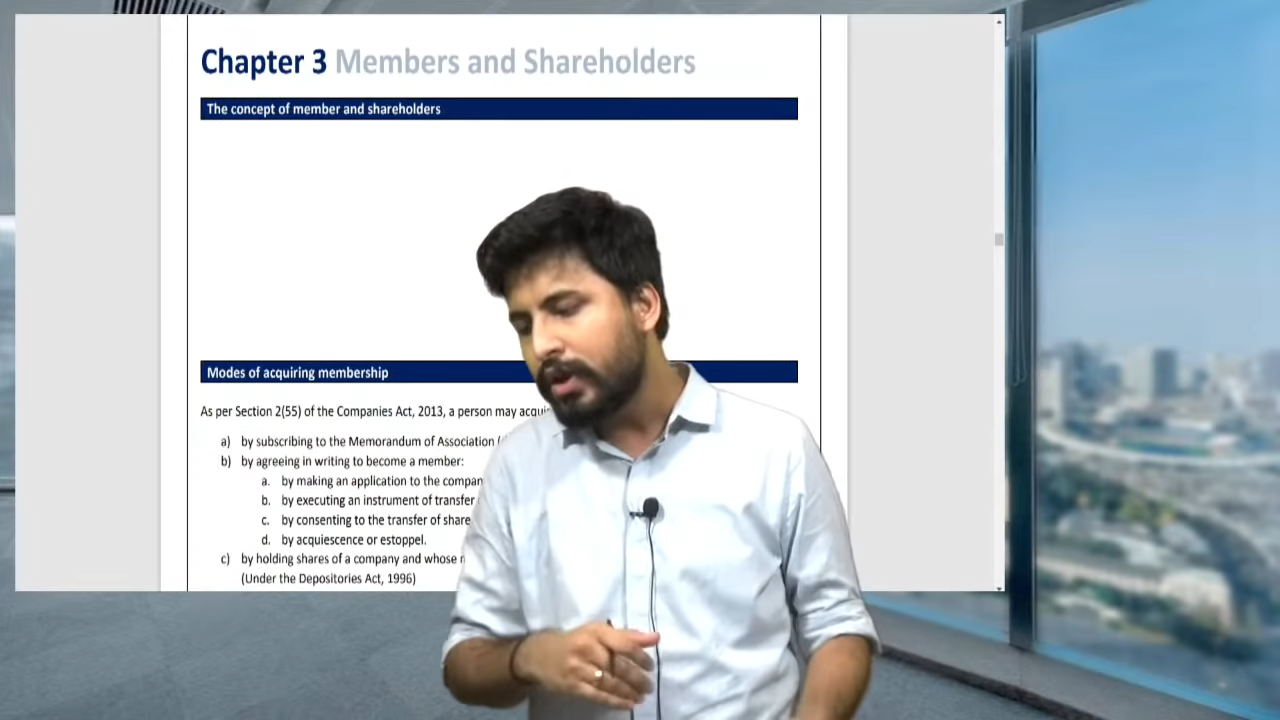 Chapter 3 Members and Shareholders
The concept of member and shareholders
Modes of acquiring membership
As per Section 2(55) of the Companies Act, 2013, a person may
a) by subscribing to the Memorandum of Association
b) by agreeing in writing to become a member:
a. by making an application to the
b. by executing an instrument of transfer
c. by consenting to the transfer of
d. by acquiescence or estoppel.
c) by holding shares of a company and whose
(Under the Depositories Act, 1996)